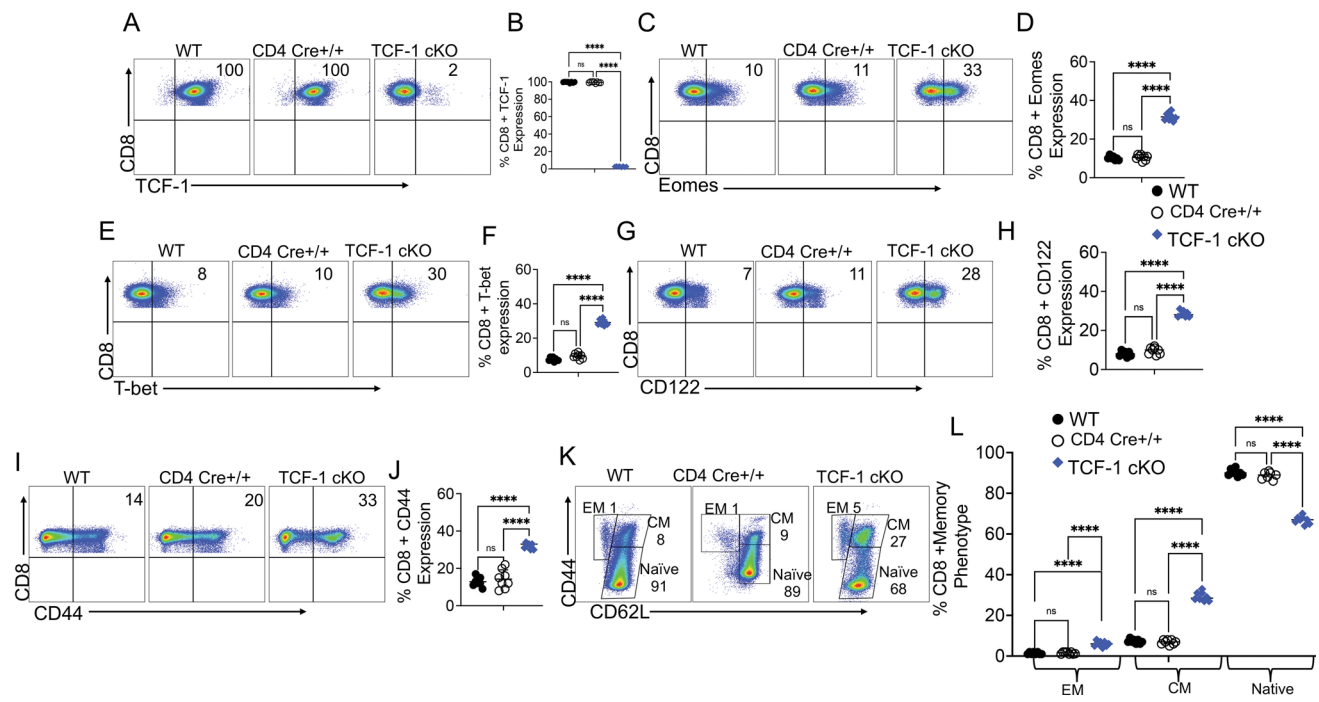 A
WT
CD4 Cre+/+
TCF-1 cKO
100
100
2
CD8
TCF-1
B
% CD8 + TCF-1
Expression
100
80
60
40
20
0
****
ns
****
C
WT
CD4 Cre+/+
TCF-1 cKO
10
11
33
CD8
Eomes
D
% CD8 + Eomes
Expression
60
40
20
0
****
****
ns
WT
CD4 Cre+/+
TCF-1 cKO
E
WT
CD4 Cre+/+
TCF-1 cKO
8
10
30
CD8
T-bet
F
% CD8 + T-bet
expression
60
40
20
0
****
****
ns
G
WT
CD4 Cre+/+
TCF-1 cKO
7
11
28
CD8
CD122
H
% CD8 + CD122
Expression
60
40
20
0
****
****
ns
I
WT
CD4 Cre+/+
TCF-1 cKO
14
20
33
CD8
CD44
J
% CD8 + CD44
Expression
60
40
20
0
****
****
ns
K
WT
CD4 Cre+/+
TCF-1 cKO
EM 1
CM
8
Naïve
91
EM 1
CM
9
Naïve
89
EM 5
CM
27
Naïve
68
CD44
CD62L
L
WT
CD4 Cre+/+
TCF-1 cKO
% CD8 +Memory
Phenotype
100
80
60
40
20
0
****
****
ns
****
****
ns
****
ns
****
EM
CM
Native